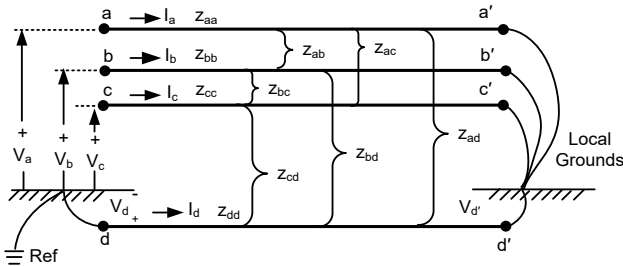 a I_a z_aa a′
b I_b z_bb z_ab z_ac b′
c I_c z_cc z_bc c′
+ + +
V_a V_b V_c z_cd z_bd z_ad Local
Grounds
-
V_d + I_d z_dd V_d′
d d′
Ref